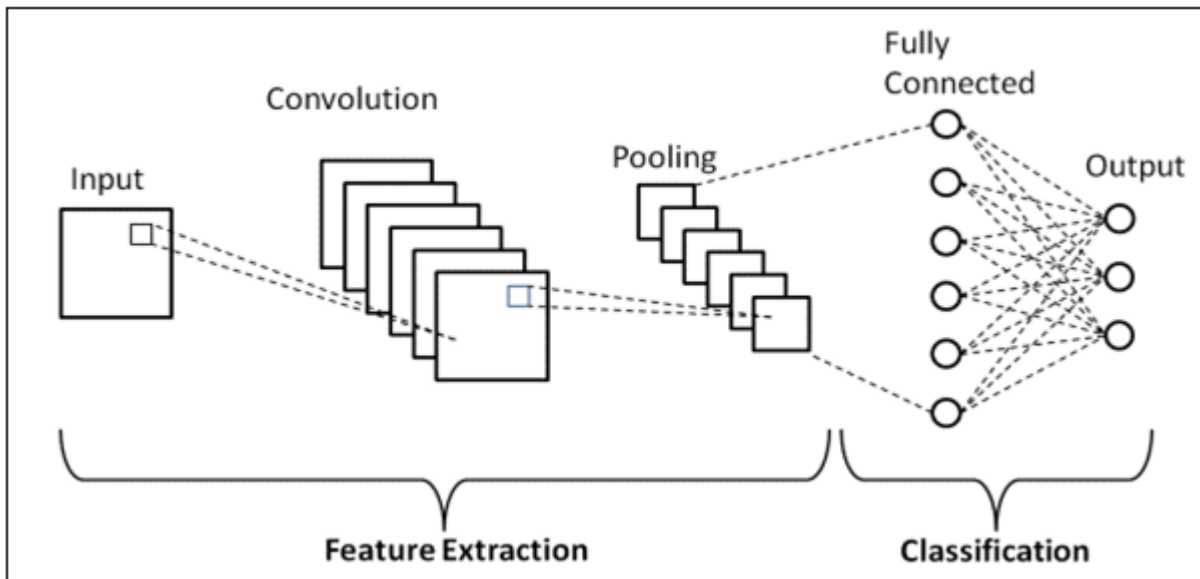 Input
Convolution
Pooling
Fully
Connected
Output
Feature Extraction
Classification